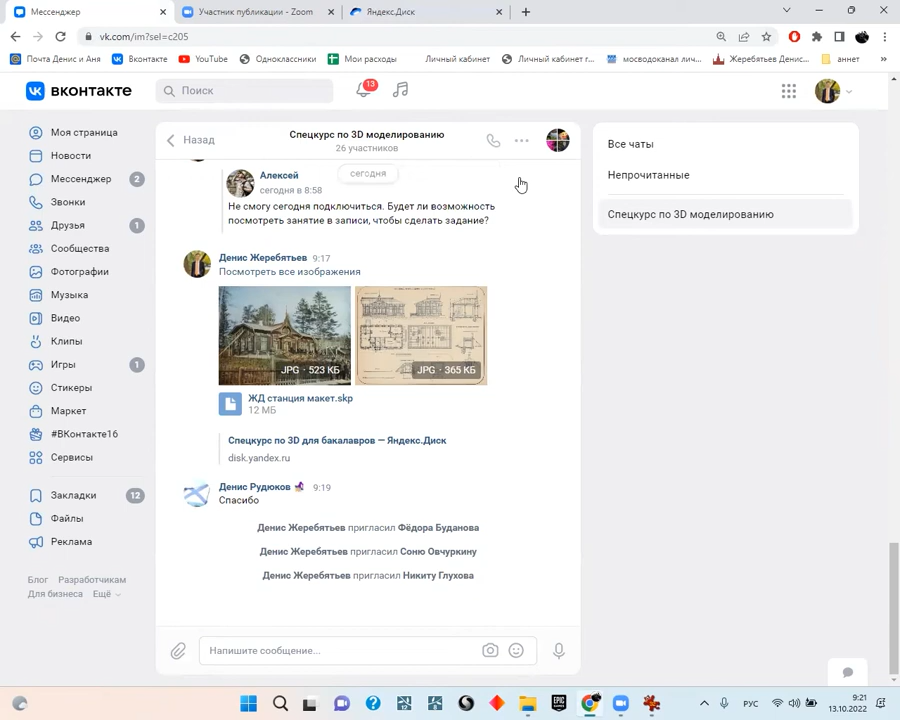 Мессенджер
Участник публикации - Zoom
Яндекс.Диск
vk.com/im?sel=c205
Почта Денис и Аня
Вконтакте
YouTube
Одноклассники
Мои расходы
Личный кабинет
Личный кабинет г...
мосводоканал лич...
Жеребятьев Денис...
аннет
»
вконтакте
Поиск
13
Моя страница
Новости
Мессенджер 2
Звонки
Друзья 1
Сообщества
Фотографии
Музыка
Видео
Клипы
Игры 1
Стикеры
Маркет
#ВКонтакте16
Сервисы
Закладки 12
Файлы
Реклама
Блог Разработчикам
Для бизнеса Ещё
Назад
Спецкурс по 3D моделированию
26 участников
сегодня
Алексей
сегодня в 8:58
Не смогу сегодня подключиться. Будет ли возможность
посмотреть занятие в записи, чтобы сделать задание?
Денис Жеребятьев 9:17
Посмотреть все изображения
JPG · 523 КБ
JPG · 365 КБ
ЖД станция макет.skp
12 МБ
Спецкурс по 3D для бакалавров — Яндекс.Диск
disk.yandex.ru
Денис Рудюков 9:19
Спасибо
Денис Жеребятьев пригласил Фёдора Буданова
Денис Жеребятьев пригласил Соню Овчуркину
Денис Жеребятьев пригласил Никиту Глухова
Напишите сообщение...
Все чаты
Непрочитанные
Спецкурс по 3D моделированию
EPIC
РУС
9:21
13.10.2022